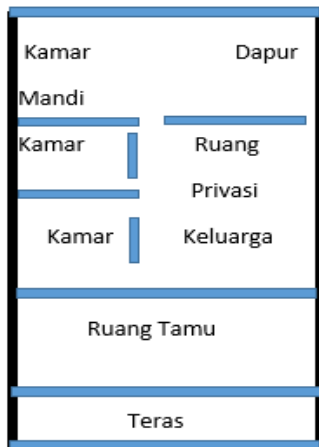 Kamar Dapur
Mandi
Kamar Ruang
Privasi
Kamar Keluarga
Ruang Tamu
Teras